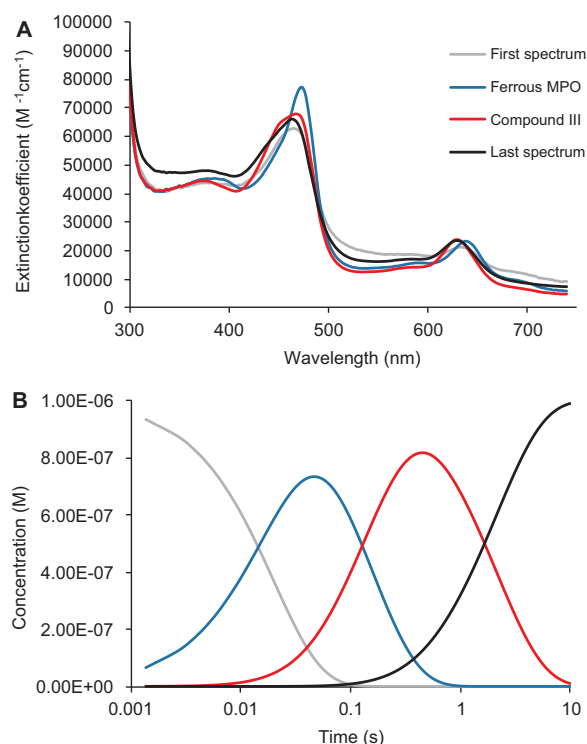 A
Extinctionkoefficient (M -1cm-1)
100000
90000
80000
70000
60000
50000
40000
30000
20000
10000
0
300 400 500 600 700
Wavelength (nm)
First spectrum
Ferrous MPO
Compound III
Last spectrum
B
Concentration (M)
1.00E-06
8.00E-07
6.00E-07
4.00E-07
2.00E-07
0.00E+00
0.001 0.01 0.1 1 10
Time (s)